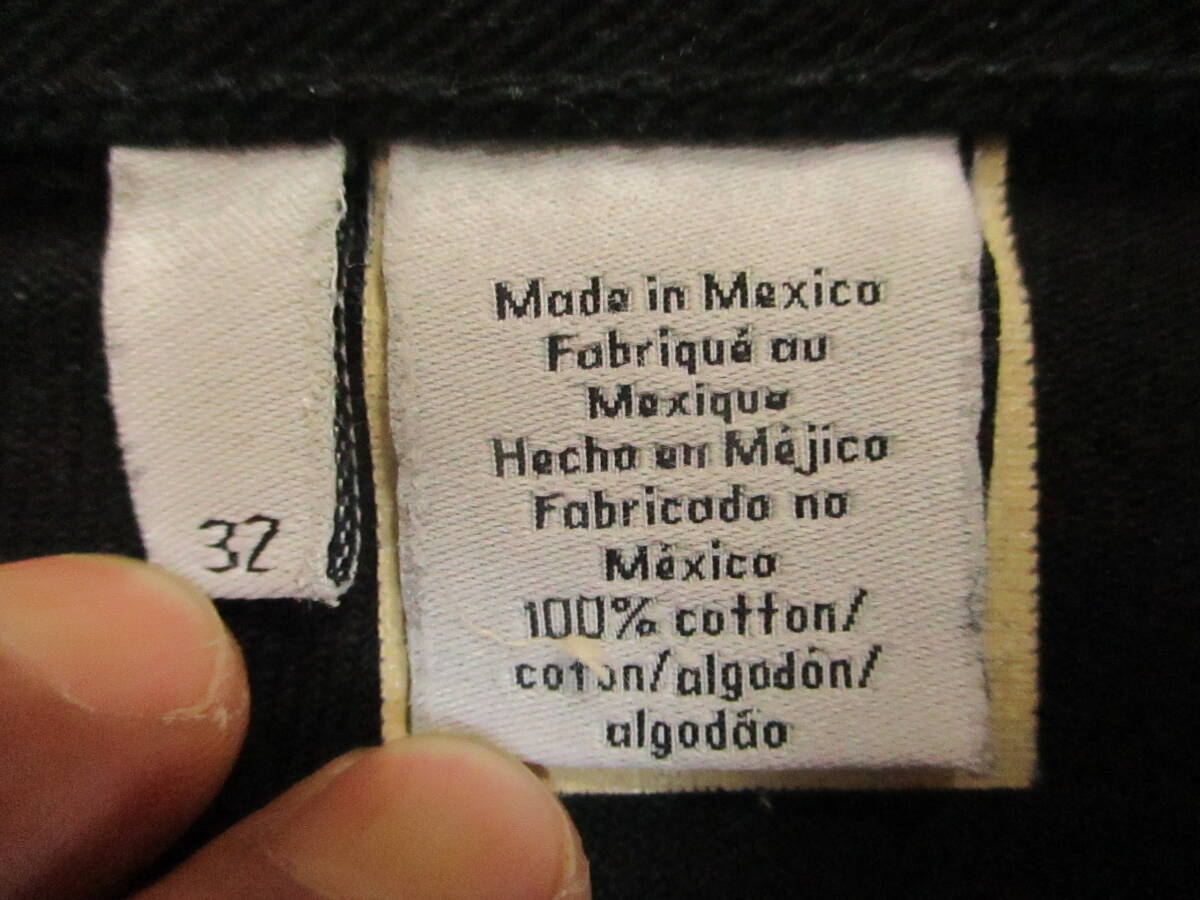 32
Made in Mexico
Fabriqué au
Mexique
Hecho en Méjico
Fabricado no
México
100% cotton/
coton/algodón/
algodão